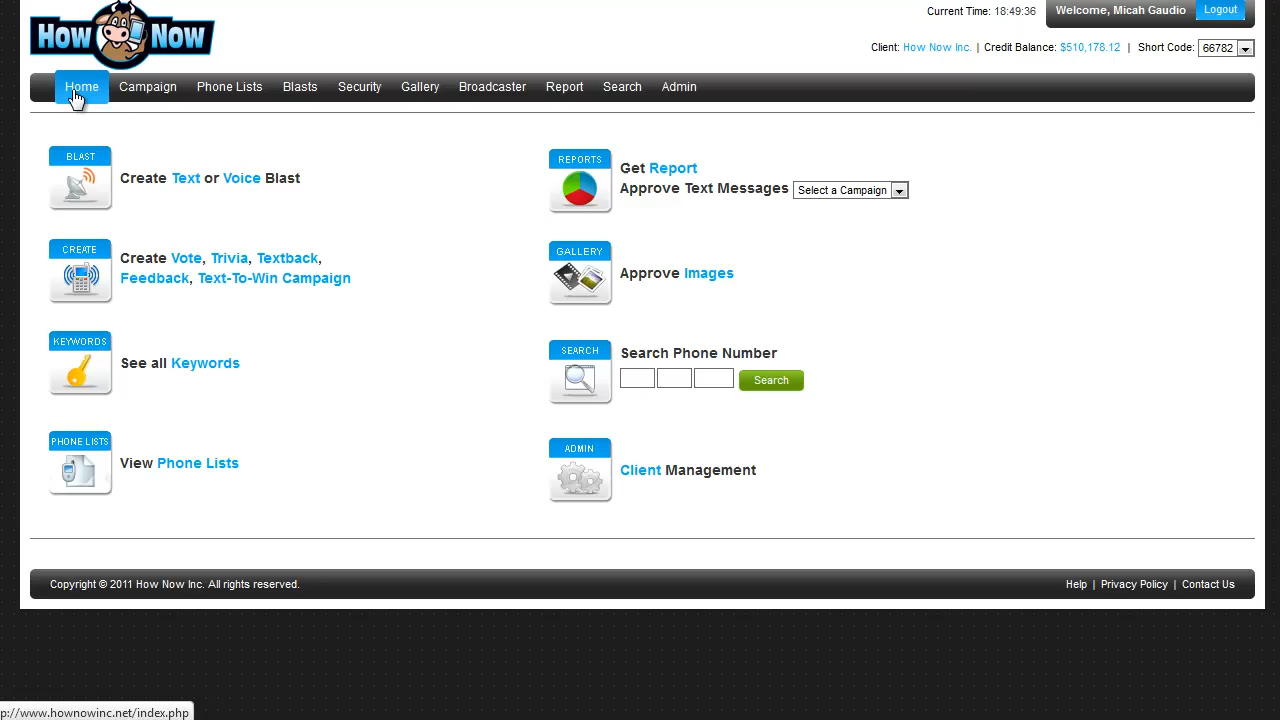 How Now
Current Time: 18:49:36
Welcome, Micah Gaudio
Logout
Client: How Now Inc. | Credit Balance: $510,178.12 | Short Code: 66782
Home Campaign Phone Lists Blasts Security Gallery Broadcaster Report Search Admin
BLAST
Create Text or Voice Blast
CREATE
Create Vote, Trivia, Textback,
Feedback, Text-To-Win Campaign
KEYWORDS
See all Keywords
PHONE LISTS
View Phone Lists
REPORTS
Get Report
Approve Text Messages Select a Campaign
GALLERY
Approve Images
SEARCH
Search Phone Number
Search
ADMIN
Client Management
Copyright © 2011 How Now Inc. All rights reserved.
Help | Privacy Policy | Contact Us
p://www.hownowinc.net/index.php